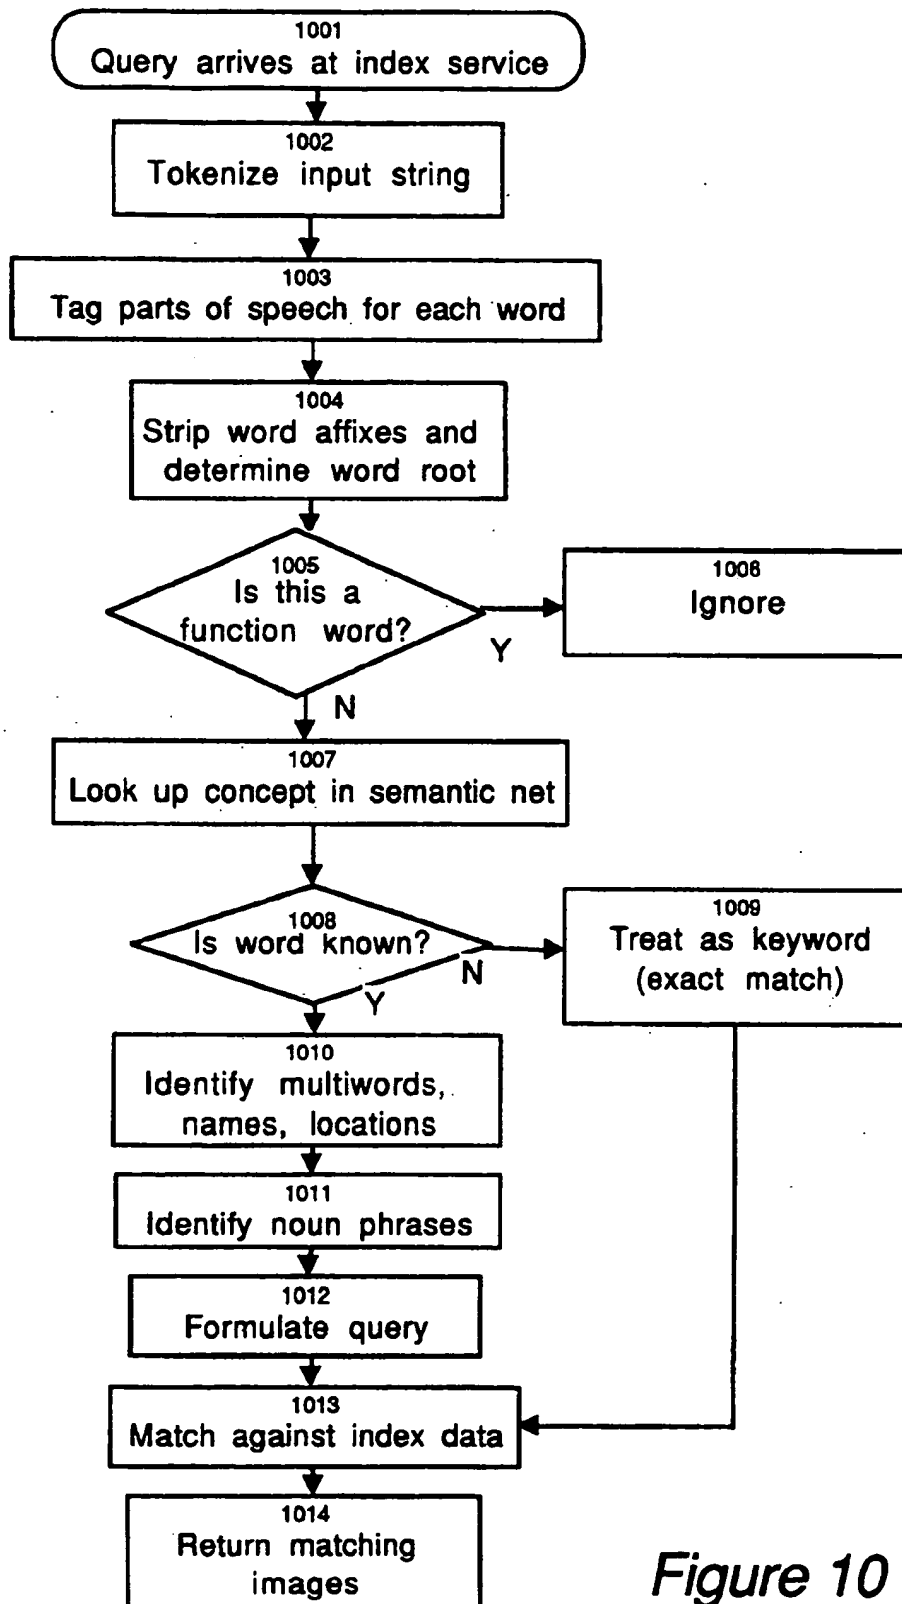 1001
Query arrives at index service
1002
Tokenize input string
1003
Tag parts of speech for each word
1004
Strip word affixes and
determine word root
1005
Is this a
function word?
Y
1006
Ignore
N
1007
Look up concept in semantic net
1008
Is word known?
N
Y
1009
Treat as keyword
(exact match)
1010
Identify multiwords,
names, locations
1011
Identify noun phrases
1012
Formulate query
1013
Match against index data
1014
Return matching
images
Figure 10